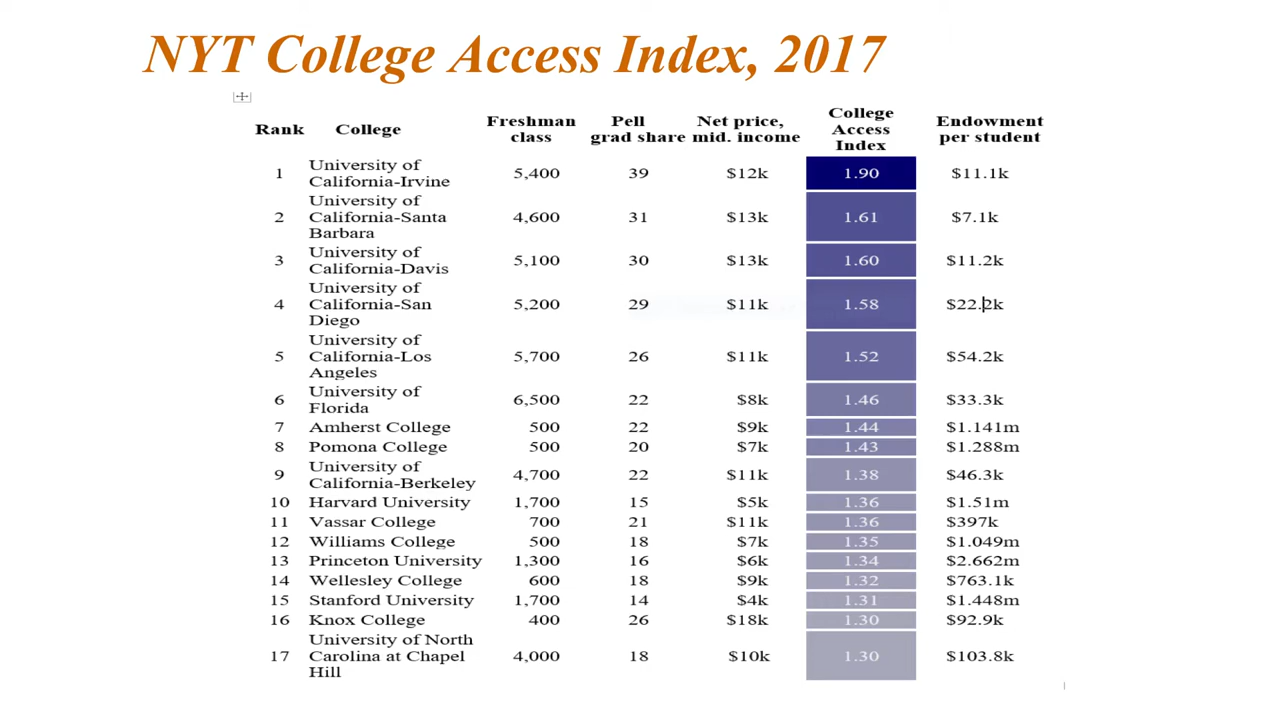 NYT College Access Index, 2017
Rank College Freshman class Pell grad share Net price, mid. income College Access Index Endowment per student
1 University of California-Irvine 5,400 39 $12k 1.90 $11.1k
2 University of California-Santa Barbara 4,600 31 $13k 1.61 $7.1k
3 University of California-Davis 5,100 30 $13k 1.60 $11.2k
4 University of California-San Diego 5,200 29 $11k 1.58 $22.2k
5 University of California-Los Angeles 5,700 26 $11k 1.52 $54.2k
6 University of Florida 6,500 22 $8k 1.46 $33.3k
7 Amherst College 500 22 $9k 1.44 $1.141m
8 Pomona College 500 20 $7k 1.43 $1.288m
9 University of California-Berkeley 4,700 22 $11k 1.38 $46.3k
10 Harvard University 1,700 15 $5k 1.36 $1.51m
11 Vassar College 700 21 $11k 1.36 $397k
12 Williams College 500 18 $7k 1.35 $1.049m
13 Princeton University 1,300 16 $6k 1.34 $2.662m
14 Wellesley College 600 18 $9k 1.32 $763.1k
15 Stanford University 1,700 14 $4k 1.31 $1.448m
16 Knox College 400 26 $18k 1.30 $92.9k
17 University of North Carolina at Chapel Hill 4,000 18 $10k 1.30 $103.8k